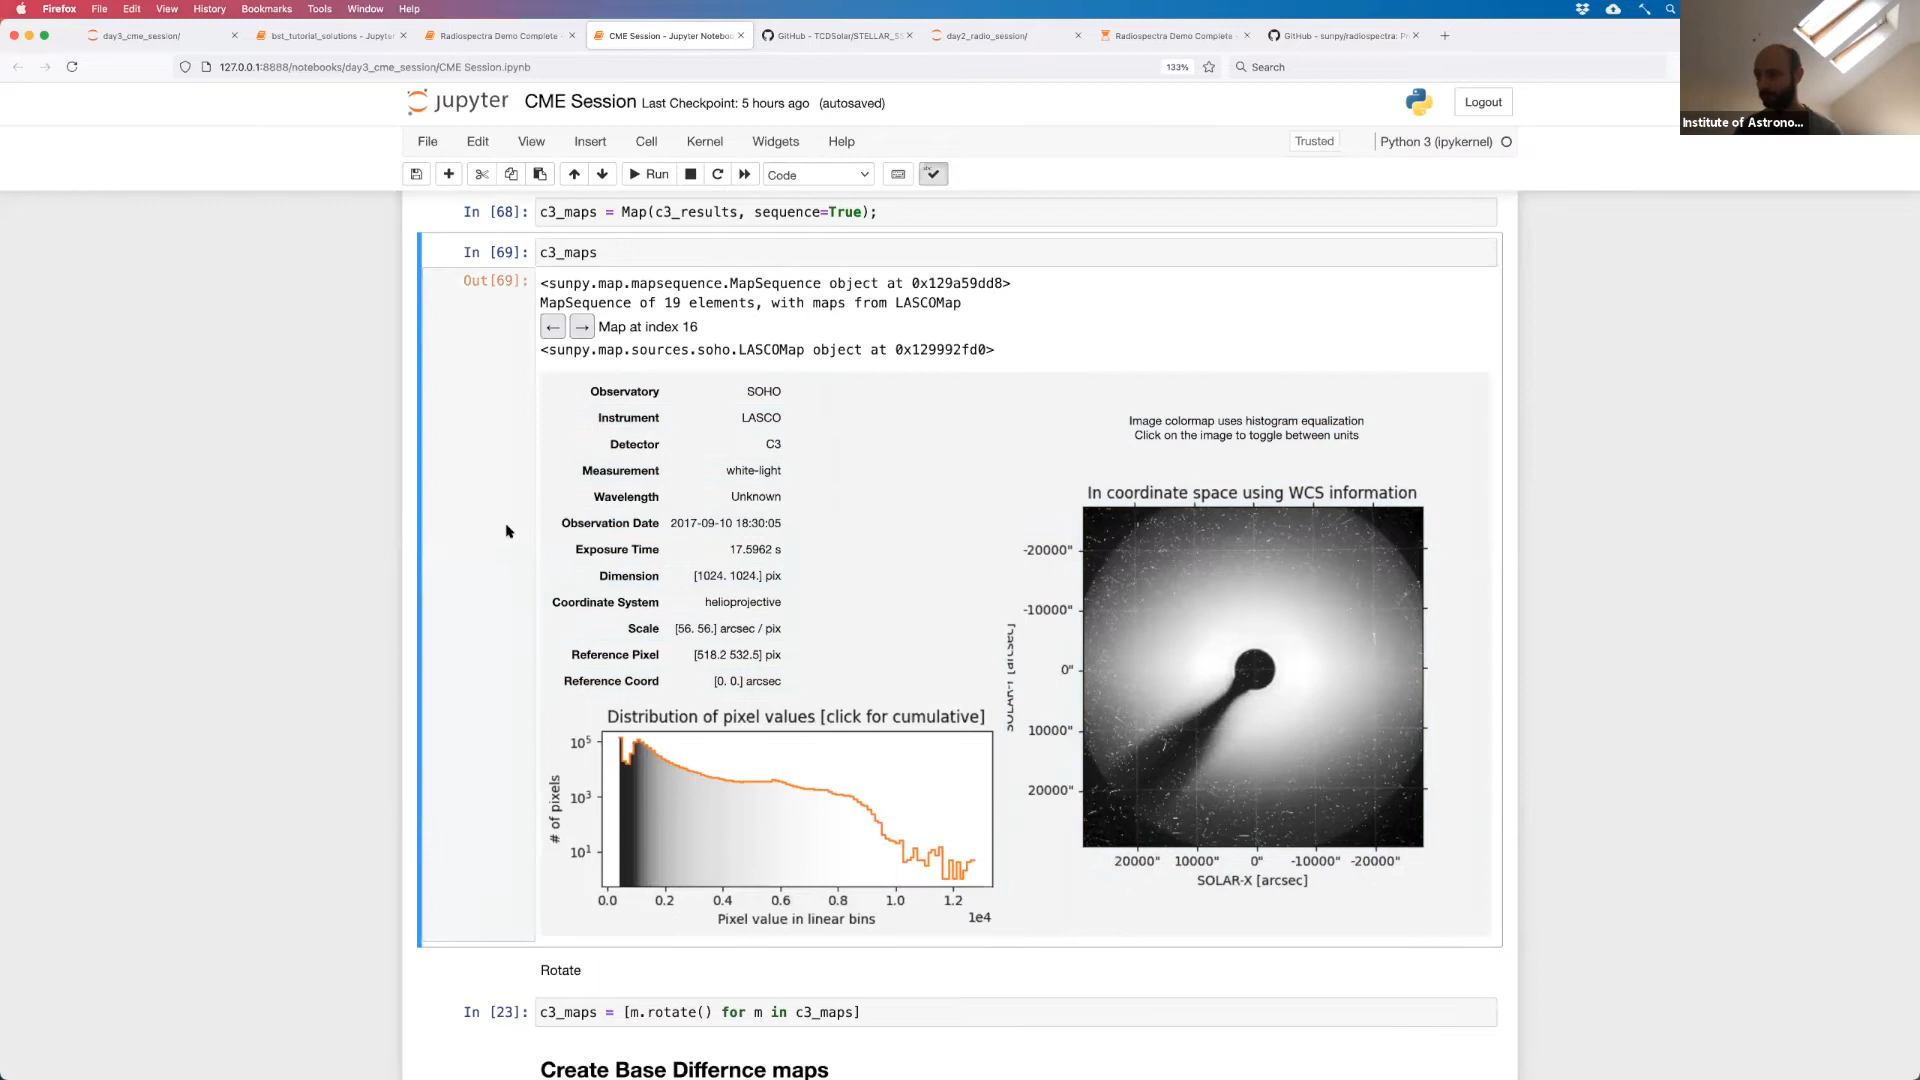 Firefox File Edit View History Bookmarks Tools Window Help
day3_cme_session/ bst_tutorial_solutions - Jupyter Radiospectra Demo Complete - CME Session - Jupyter Notebo GitHub - TCDSolar/STELLAR_S day2_radio_session/ Radiospectra Demo Complete - GitHub - sunpy/radiospectra: P
127.0.0.1:8888/notebooks/day3_cme_session/CME Session.ipynb 133% Search
Institute of Astrono...
jupyter CME Session Last Checkpoint: 5 hours ago (autosaved) Logout
File Edit View Insert Cell Kernel Widgets Help Trusted Python 3 (ipykernel)
Run Code
In [68]: c3_maps = Map(c3_results, sequence=True);
In [69]: c3_maps
Out[69]: <sunpy.map.mapsequence.MapSequence object at 0x129a59dd8>
MapSequence of 19 elements, with maps from LASCOMap
← → Map at index 16
<sunpy.map.sources.soho.LASCOMap object at 0x129992fd0>
Observatory SOHO
Instrument LASCO
Detector C3
Measurement white-light
Wavelength Unknown
Observation Date 2017-09-10 18:30:05
Exposure Time 17.5962 s
Dimension [1024. 1024.] pix
Coordinate System helioprojective
Scale [56. 56.] arcsec / pix
Reference Pixel [518.2 532.5] pix
Reference Coord [0. 0.] arcsec
Distribution of pixel values [click for cumulative]
10⁵
10³
10¹
# of pixels
0.0 0.2 0.4 0.6 0.8 1.0 1.2
1e4
Pixel value in linear bins
Image colormap uses histogram equalization
Click on the image to toggle between units
In coordinate space using WCS information
-20000"
-10000"
0"
10000"
20000"
SOLAR-Y [arcsec]
20000" 10000" 0" -10000" -20000"
SOLAR-X [arcsec]
Rotate
In [23]: c3_maps = [m.rotate() for m in c3_maps]
Create Base Differnce maps